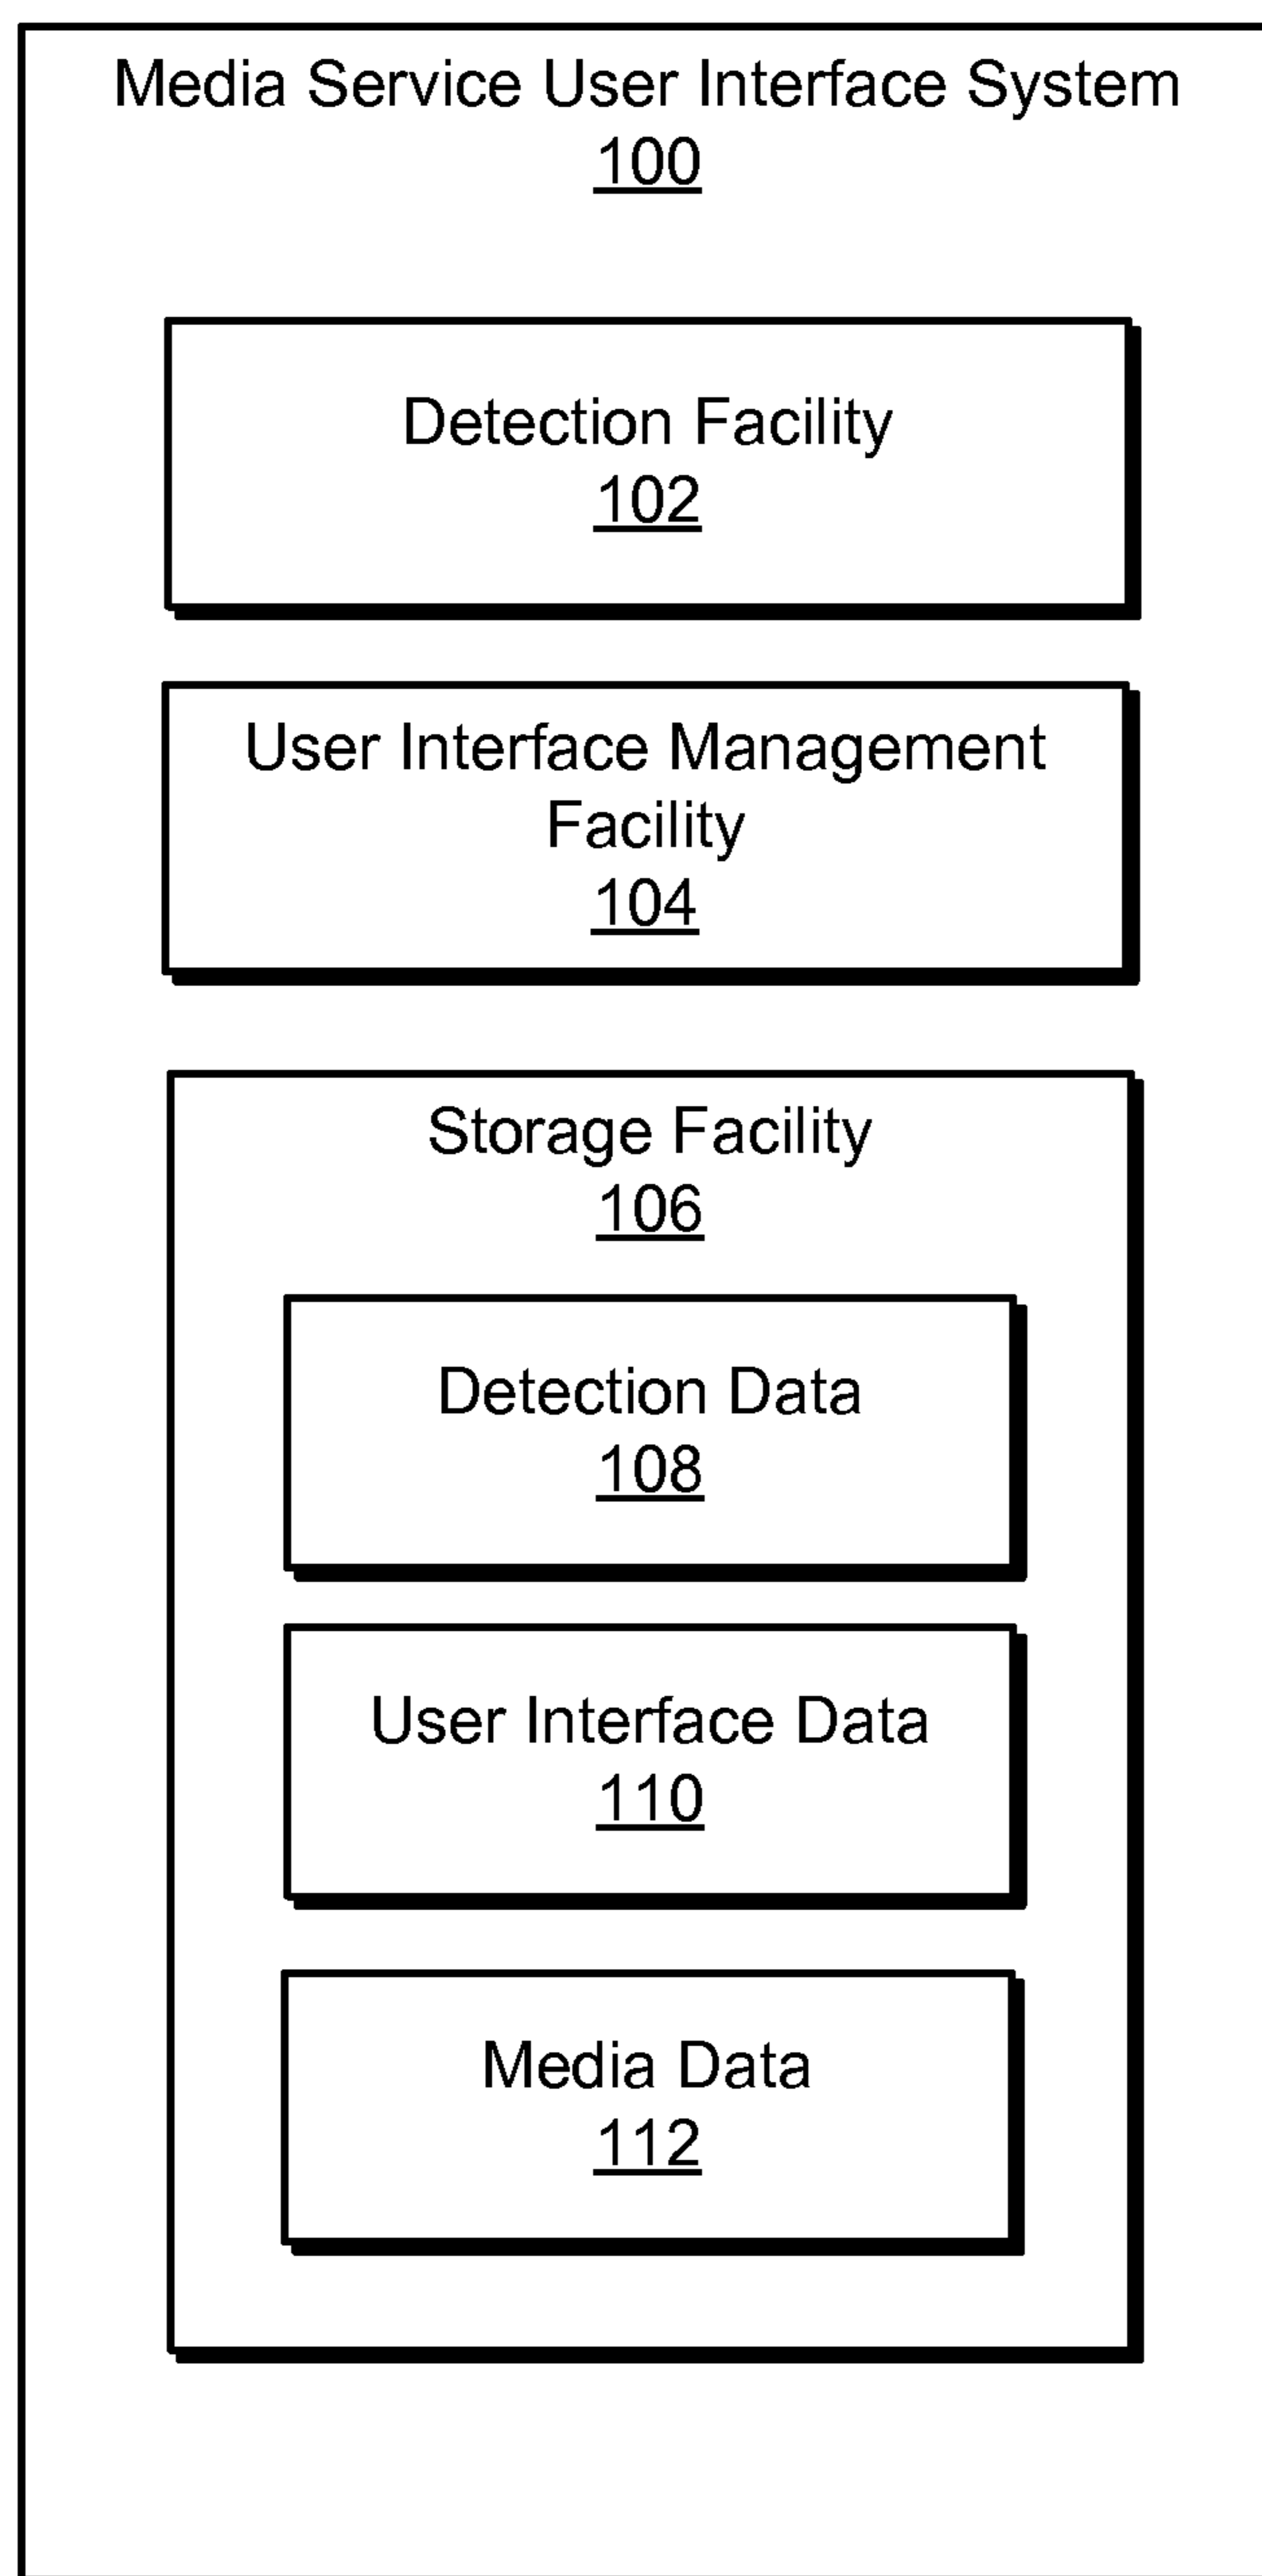 Media Service User Interface System
100
Detection Facility
102
User Interface Management
Facility
104
Storage Facility
106
Detection Data
108
User Interface Data
110
Media Data
112